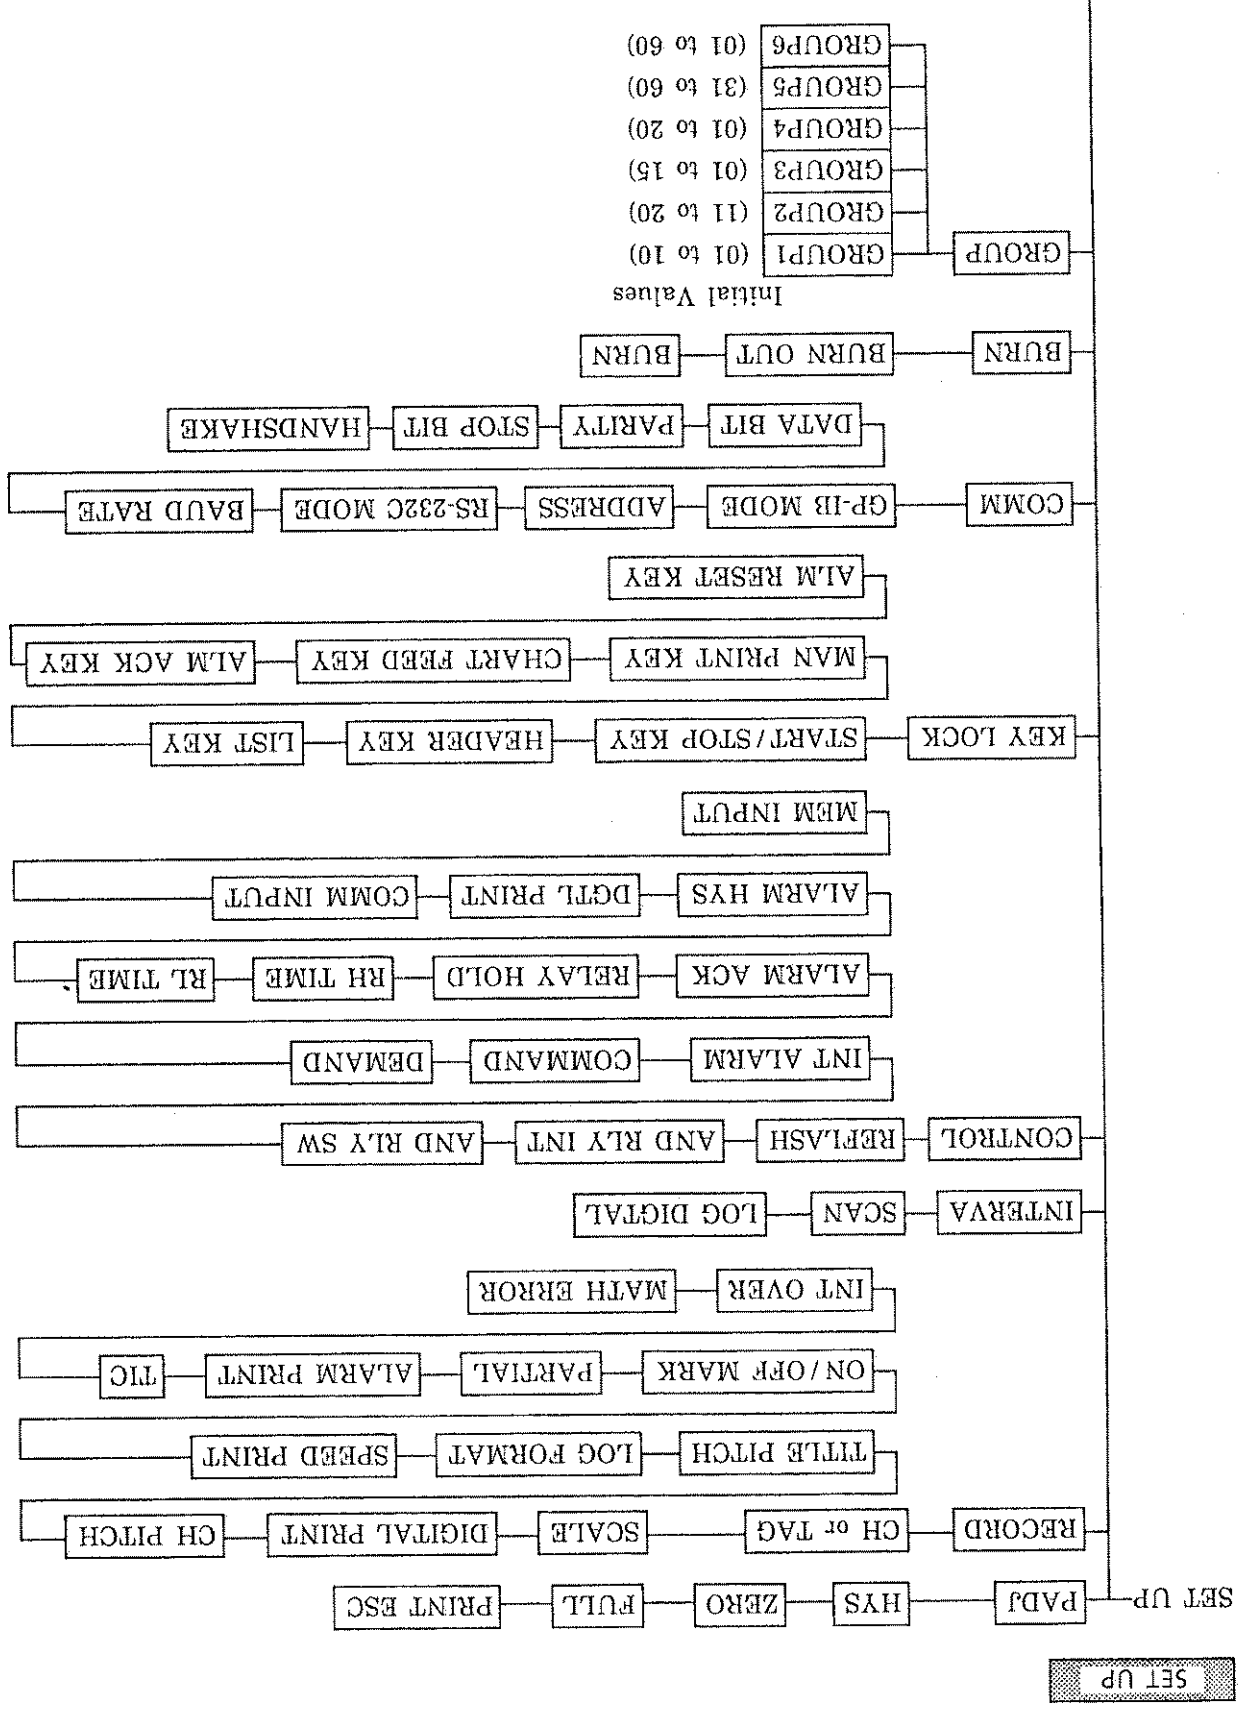 SET UP
SET UP PADJ HYS ZERO FULL PRINT ESC
RECORD CH or TAG SCALE DIGITAL PRINT CH PITCH
TITLE PITCH LOG FORMAT SPEED PRINT
ON/OFF MARK PARTIAL ALARM PRINT TIC
INT OVER MATH ERROR
INTERVA SCAN LOG DIGTAL
CONTROL REFLASH AND RLY INT AND RLY SW
INT ALARM COMMAND DEMAND
ALARM ACK RELAY HOLD RH TIME RL TIME
ALARM HYS DGTL PRINT COMM INPUT
MEM INPUT
KEY LOCK START/STOP KEY HEADER KEY LIST KEY
MAN PRINT KEY CHART FEED KEY ALM ACK KEY
ALM RESET KEY
COMM GP-IB MODE ADDRESS RS-232C MODE BAUD RATE
DATA BIT PARITY STOP BIT HANDSHAKE
BURN BURN OUT BURN
Initial Values
GROUP GROUP1 (01 to 10)
GROUP2 (11 to 20)
GROUP3 (01 to 15)
GROUP4 (01 to 20)
GROUP5 (31 to 60)
GROUP6 (01 to 60)